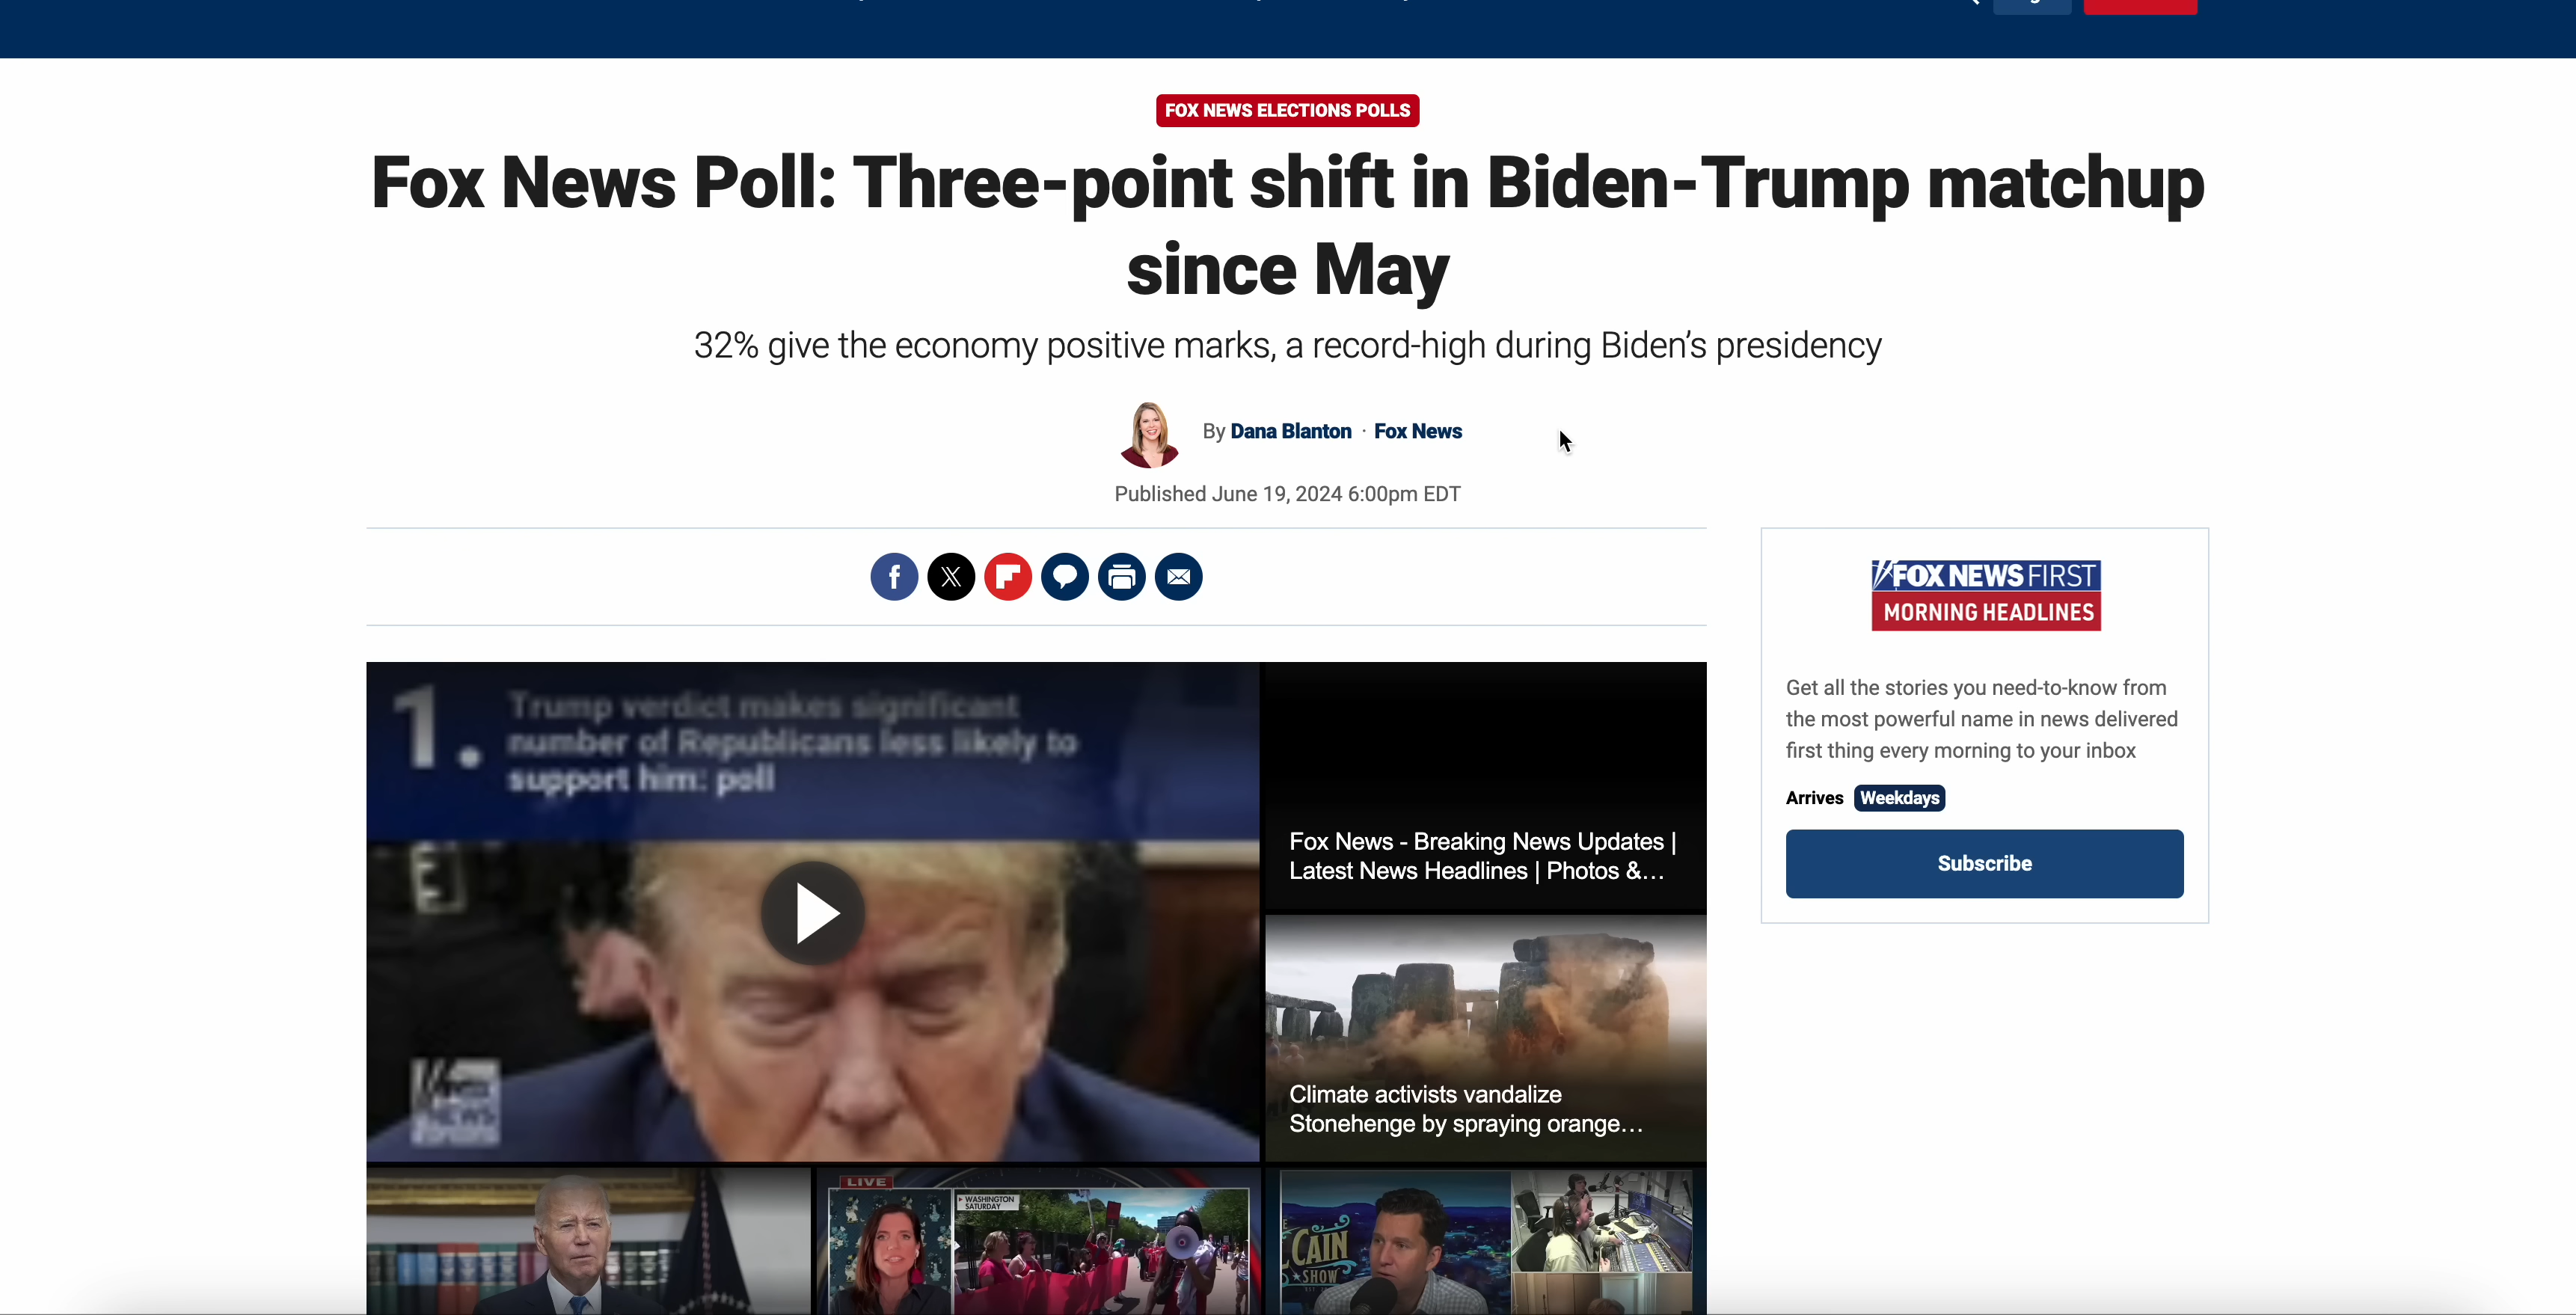 FOX NEWS ELECTIONS POLLS
Fox News Poll: Three-point shift in Biden-Trump matchup
since May
32% give the economy positive marks, a record-high during Biden’s presidency
By Dana Blanton · Fox News
Published June 19, 2024 6:00pm EDT
FOX NEWS FIRST
MORNING HEADLINES
Get all the stories you need-to-know from
the most powerful name in news delivered
first thing every morning to your inbox
Arrives Weekdays
Subscribe
1. Trump verdict makes significant
number of Republicans less likely to
support him: poll
Fox News - Breaking News Updates |
Latest News Headlines | Photos &...
Climate activists vandalize
Stonehenge by spraying orange...
LIVE
WASHINGTON
SATURDAY
CAIN
SHOW